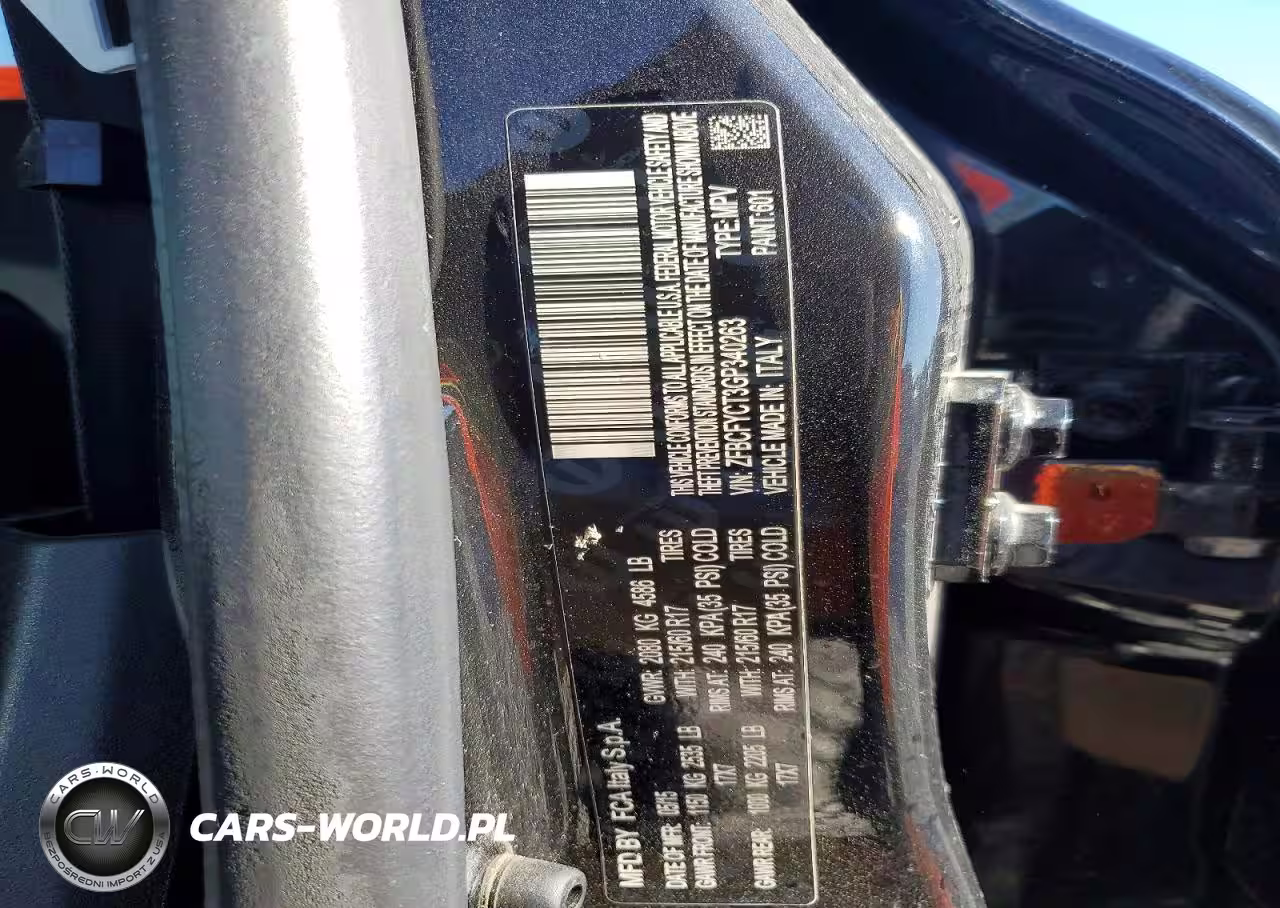 MFD BY FCA Italy S.p.A.
DATE OF MFR GVWR 2080 KG 4586 LB
GAWR FRONT: 1150 KG 2535 LB WITH 215/60 R17 TIRES
17X7 RIMS AT 240 KPA(35 PSI) COLD
GAWR REAR: KG 2205 LB WITH 215/60 R17 TIRES
17X7 RIMS AT 240 KPA(35 PSI) COLD
THIS VEHICLE CONFORMS TO ALL APPLICABLE U.S.A. FEDERAL MOTOR VEHICLE SAFETY AND
THEFT PREVENTION STANDARDS IN EFFECT ON THE DATE OF MANUFACTURE SHOWN ABOVE
VIN: ZFBCFYCT3GP340263 TYPE: MPV
VEHICLE MADE IN: ITALY PAINT: 601
CARS-WORLD
CW
BEZPOŚREDNI IMPORT Z USA
CARS-WORLD.PL